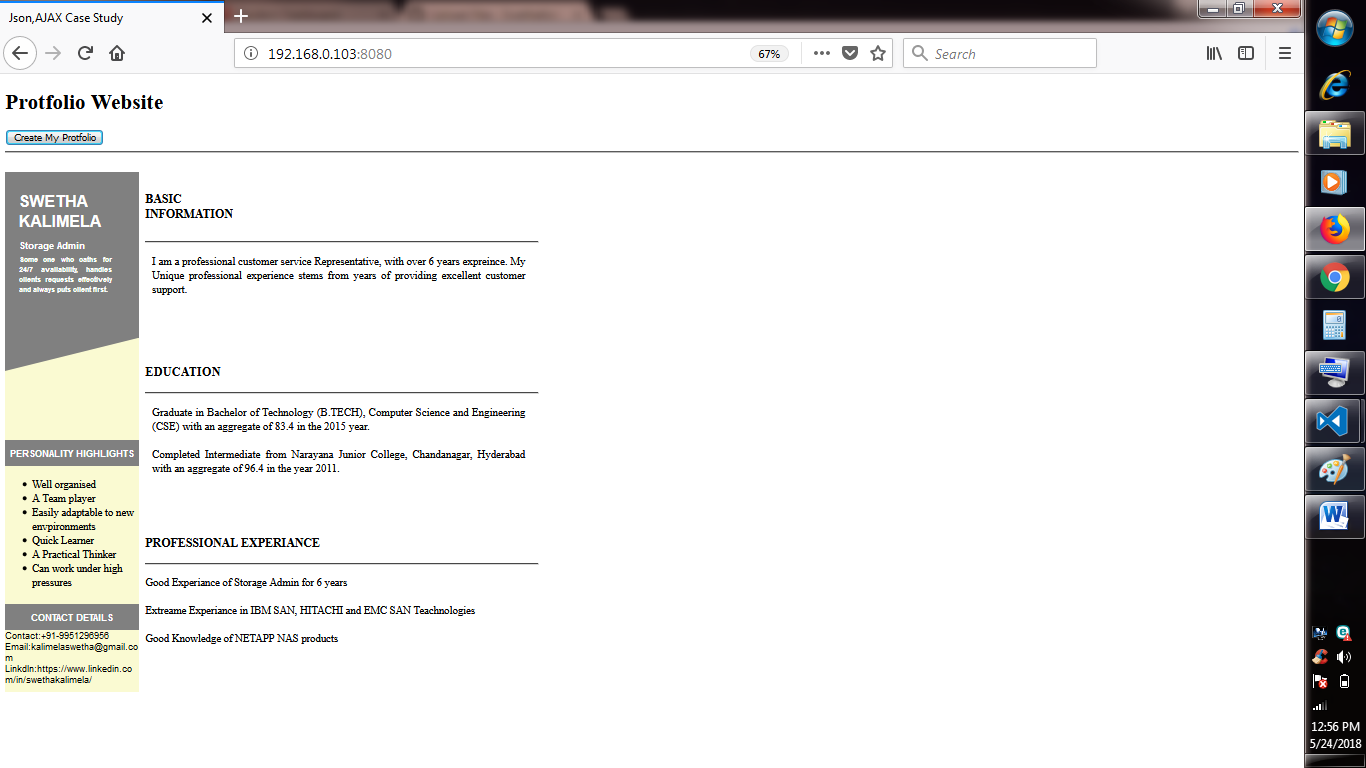 Json,AJAX Case Study
192.168.0.103:8080
67%
Search
Protfolio Website
Create My Protfolio
SWETHA
KALIMELA
Storage Admin
Some one who oaths for
24/7 availability, handles
clients requests effectively
and always puts client first.
PERSONALITY HIGHLIGHTS
Well organised
A Team player
Easily adaptable to new
envpironments
Quick Learner
A Practical Thinker
Can work under high
pressures
CONTACT DETAILS
Contact:+91-9951296956
Email:kalimelaswetha@gmail.co
m
LinkdIn:https://www.linkedin.co
m/in/swethakalimela/
BASIC
INFORMATION
I am a professional customer service Representative, with over 6 years expreince. My
Unique professional experience stems from years of providing excellent customer
support.
EDUCATION
Graduate in Bachelor of Technology (B.TECH), Computer Science and Engineering
(CSE) with an aggregate of 83.4 in the 2015 year.
Completed Intermediate from Narayana Junior College, Chandanagar, Hyderabad
with an aggregate of 96.4 in the year 2011.
PROFESSIONAL EXPERIANCE
Good Experiance of Storage Admin for 6 years
Extreame Experiance in IBM SAN, HITACHI and EMC SAN Teachnologies
Good Knowledge of NETAPP NAS products
12:56 PM
5/24/2018